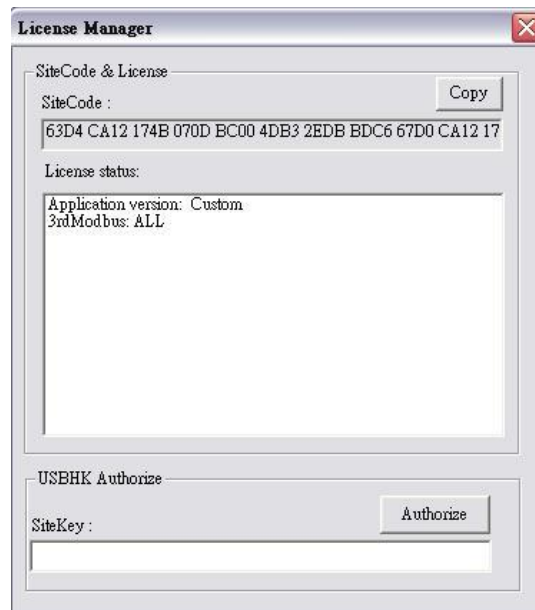 License Manager
SiteCode & License
Copy
SiteCode :
63D4 CA12 174B 070D BC00 4DB3 2EDB BDC6 67D0 CA12 17
License status:
Application version:  Custom
3rdModbus: ALL
USBHK Authorize
Authorize
SiteKey :